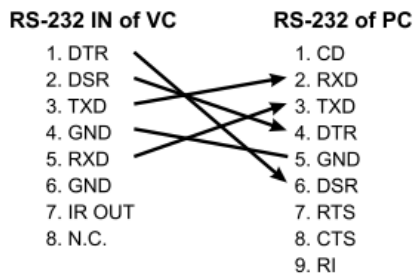 RS-232 IN of VC
1. DTR
2. DSR
3. TXD
4. GND
5. RXD
6. GND
7. IR OUT
8. N.C.
RS-232 of PC
1. CD
2. RXD
3. TXD
4. DTR
5. GND
6. DSR
7. RTS
8. CTS
9. RI